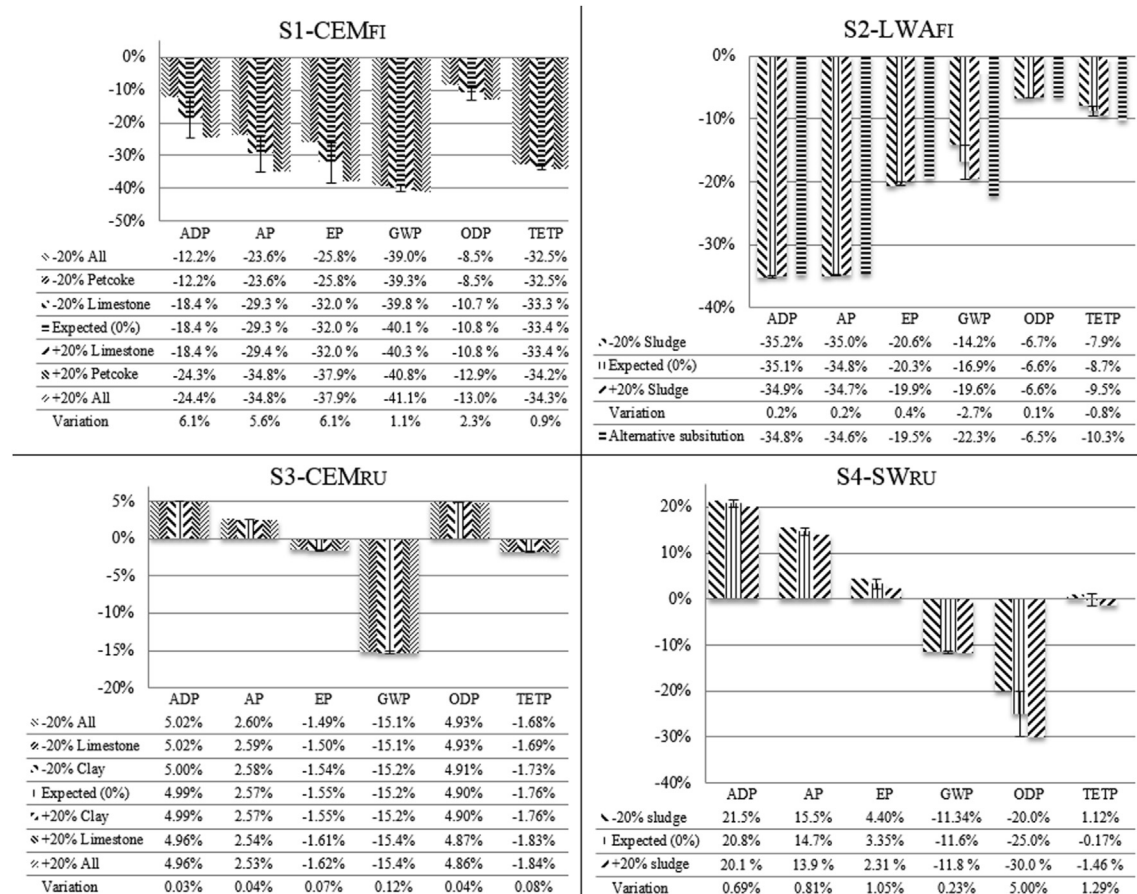 S1-CEMFI
0%
-10%
-20%
-30%
-40%
-50%
ADP AP EP GWP ODP TETP
-20% All -12.2% -23.6% -25.8% -39.0% -8.5% -32.5%
-20% Petcoke -12.2% -23.6% -25.8% -39.3% -8.5% -32.5%
-20% Limestone -18.4 % -29.3 % -32.0 % -39.8 % -10.7 % -33.3 %
Expected (0%) -18.4 % -29.3 % -32.0 % -40.1 % -10.8 % -33.4 %
+20% Limestone -18.4 % -29.4 % -32.0 % -40.3 % -10.8 % -33.4 %
+20% Petcoke -24.3% -34.8% -37.9% -40.8% -12.9% -34.2%
+20% All -24.4% -34.8% -37.9% -41.1% -13.0% -34.3%
Variation 6.1% 5.6% 6.1% 1.1% 2.3% 0.9%
S2-LWAFI
0%
-10%
-20%
-30%
-40%
ADP AP EP GWP ODP TETP
-20% Sludge -35.2% -35.0% -20.6% -14.2% -6.7% -7.9%
Expected (0%) -35.1% -34.8% -20.3% -16.9% -6.6% -8.7%
+20% Sludge -34.9% -34.7% -19.9% -19.6% -6.6% -9.5%
Variation 0.2% 0.2% 0.4% -2.7% 0.1% -0.8%
Alternative subsitution -34.8% -34.6% -19.5% -22.3% -6.5% -10.3%
S3-CEMRU
5%
0%
-5%
-10%
-15%
-20%
ADP AP EP GWP ODP TETP
-20% All 5.02% 2.60% -1.49% -15.1% 4.93% -1.68%
-20% Limestone 5.02% 2.59% -1.50% -15.1% 4.93% -1.69%
-20% Clay 5.00% 2.58% -1.54% -15.2% 4.91% -1.73%
Expected (0%) 4.99% 2.57% -1.55% -15.2% 4.90% -1.76%
+20% Clay 4.99% 2.57% -1.55% -15.2% 4.90% -1.76%
+20% Limestone 4.96% 2.54% -1.61% -15.4% 4.87% -1.83%
+20% All 4.96% 2.53% -1.62% -15.4% 4.86% -1.84%
Variation 0.03% 0.04% 0.07% 0.12% 0.04% 0.08%
S4-SWRU
20%
10%
0%
-10%
-20%
-30%
-40%
ADP AP EP GWP ODP TETP
-20% sludge 21.5% 15.5% 4.40% -11.34% -20.0% 1.12%
Expected (0%) 20.8% 14.7% 3.35% -11.6% -25.0% -0.17%
+20% sludge 20.1 % 13.9 % 2.31 % -11.8 % -30.0 % -1.46 %
Variation 0.69% 0.81% 1.05% 0.23% 5.00% 1.29%